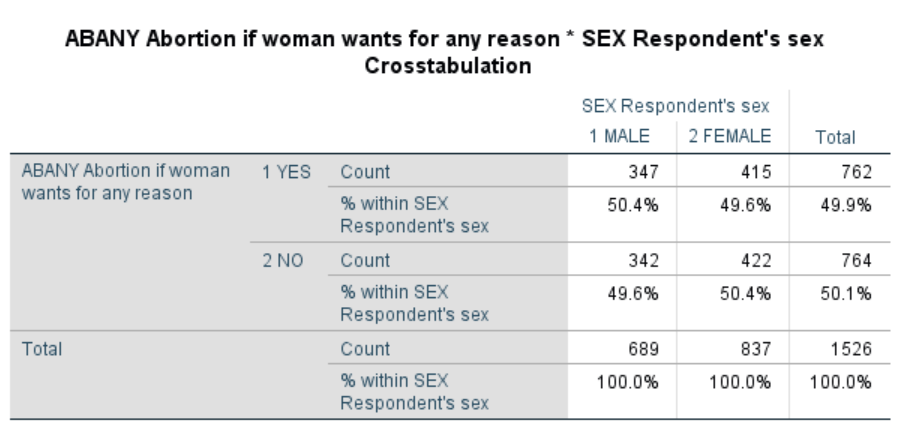 ABANY Abortion if woman wants for any reason * SEX Respondent's sex
Crosstabulation
SEX Respondent's sex
1 MALE 2 FEMALE Total
ABANY Abortion if woman 1 YES Count 347 415 762
wants for any reason
% within SEX 50.4% 49.6% 49.9%
Respondent's sex
2 NO Count 342 422 764
% within SEX 49.6% 50.4% 50.1%
Respondent's sex
Total Count 689 837 1526
% within SEX 100.0% 100.0% 100.0%
Respondent's sex